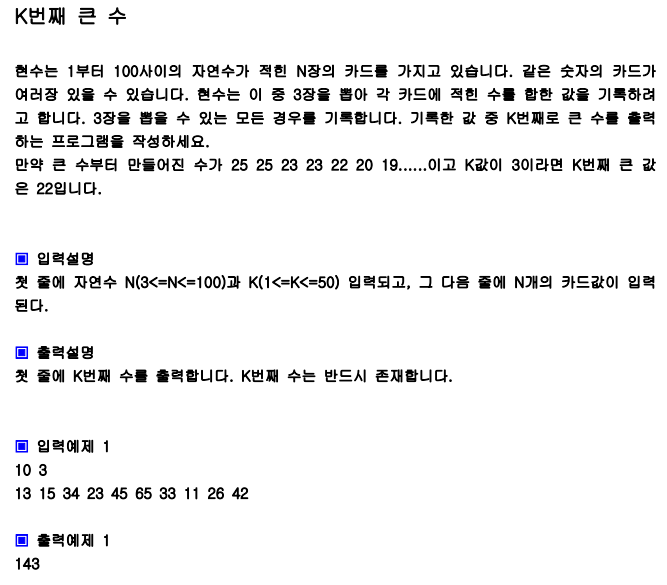 K번째 큰 수
현수는 1부터 100사이의 자연수가 적힌 N장의 카드를 가지고 있습니다. 같은 숫자의 카드가
여러장 있을 수 있습니다. 현수는 이 중 3장을 뽑아 각 카드에 적힌 수를 합한 값을 기록하려
고 합니다. 3장을 뽑을 수 있는 모든 경우를 기록합니다. 기록한 값 중 K번째로 큰 수를 출력
하는 프로그램을 작성하세요.
만약 큰 수부터 만들어진 수가 25 25 23 23 22 20 19......이고 K값이 3이라면 K번째 큰 값
은 22입니다.
▣ 입력설명
첫 줄에 자연수 N(3<=N<=100)과 K(1<=K<=50) 입력되고, 그 다음 줄에 N개의 카드값이 입력
된다.
▣ 출력설명
첫 줄에 K번째 수를 출력합니다. K번째 수는 반드시 존재합니다.
▣ 입력예제 1
10 3
13 15 34 23 45 65 33 11 26 42
▣ 출력예제 1
143